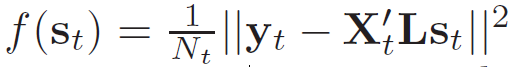 f(s_t) = \frac{1}{N_t} ||y_t − X′_t L s_t||^2